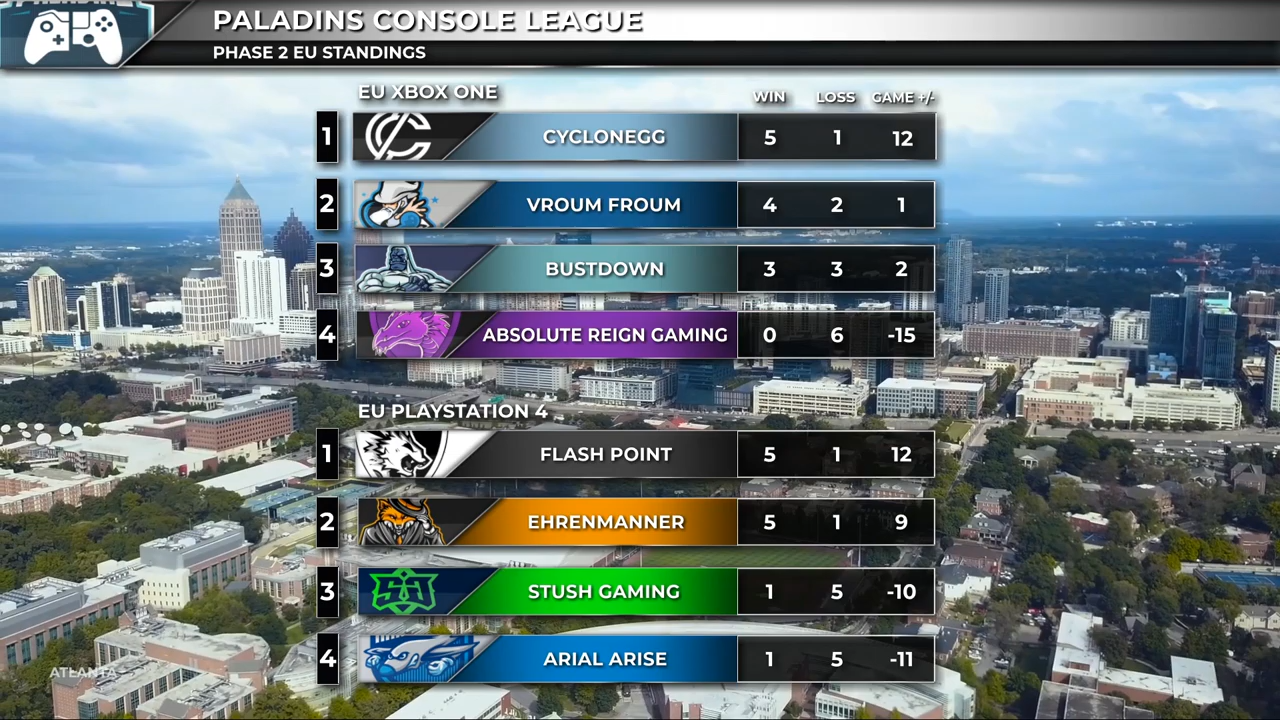 PALADINS CONSOLE LEAGUE
PHASE 2 EU STANDINGS
EU XBOX ONE WIN LOSS GAME +/-
1 CYCLONEGG 5 1 12
2 VROUM FROUM 4 2 1
3 BUSTDOWN 3 3 2
4 ABSOLUTE REIGN GAMING 0 6 -15
EU PLAYSTATION 4
1 FLASH POINT 5 1 12
2 EHRENMANNER 5 1 9
3 STUSH GAMING 1 5 -10
4 ARIAL ARISE 1 5 -11
ATLANTA